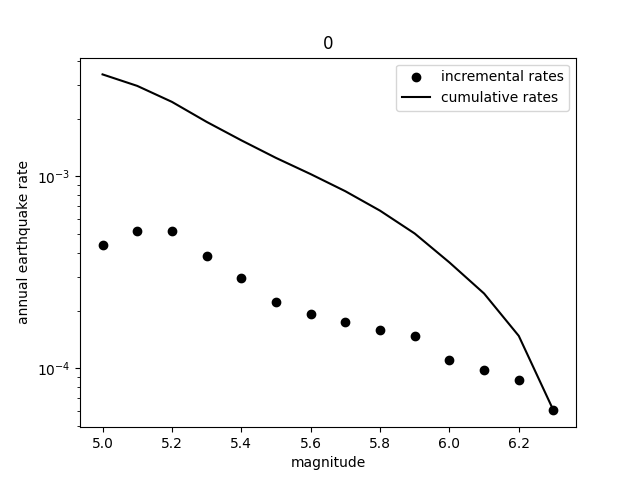 0
incremental rates
cumulative rates
annual earthquake rate
10⁻³
10⁻⁴
5.0 5.2 5.4 5.6 5.8 6.0 6.2
magnitude